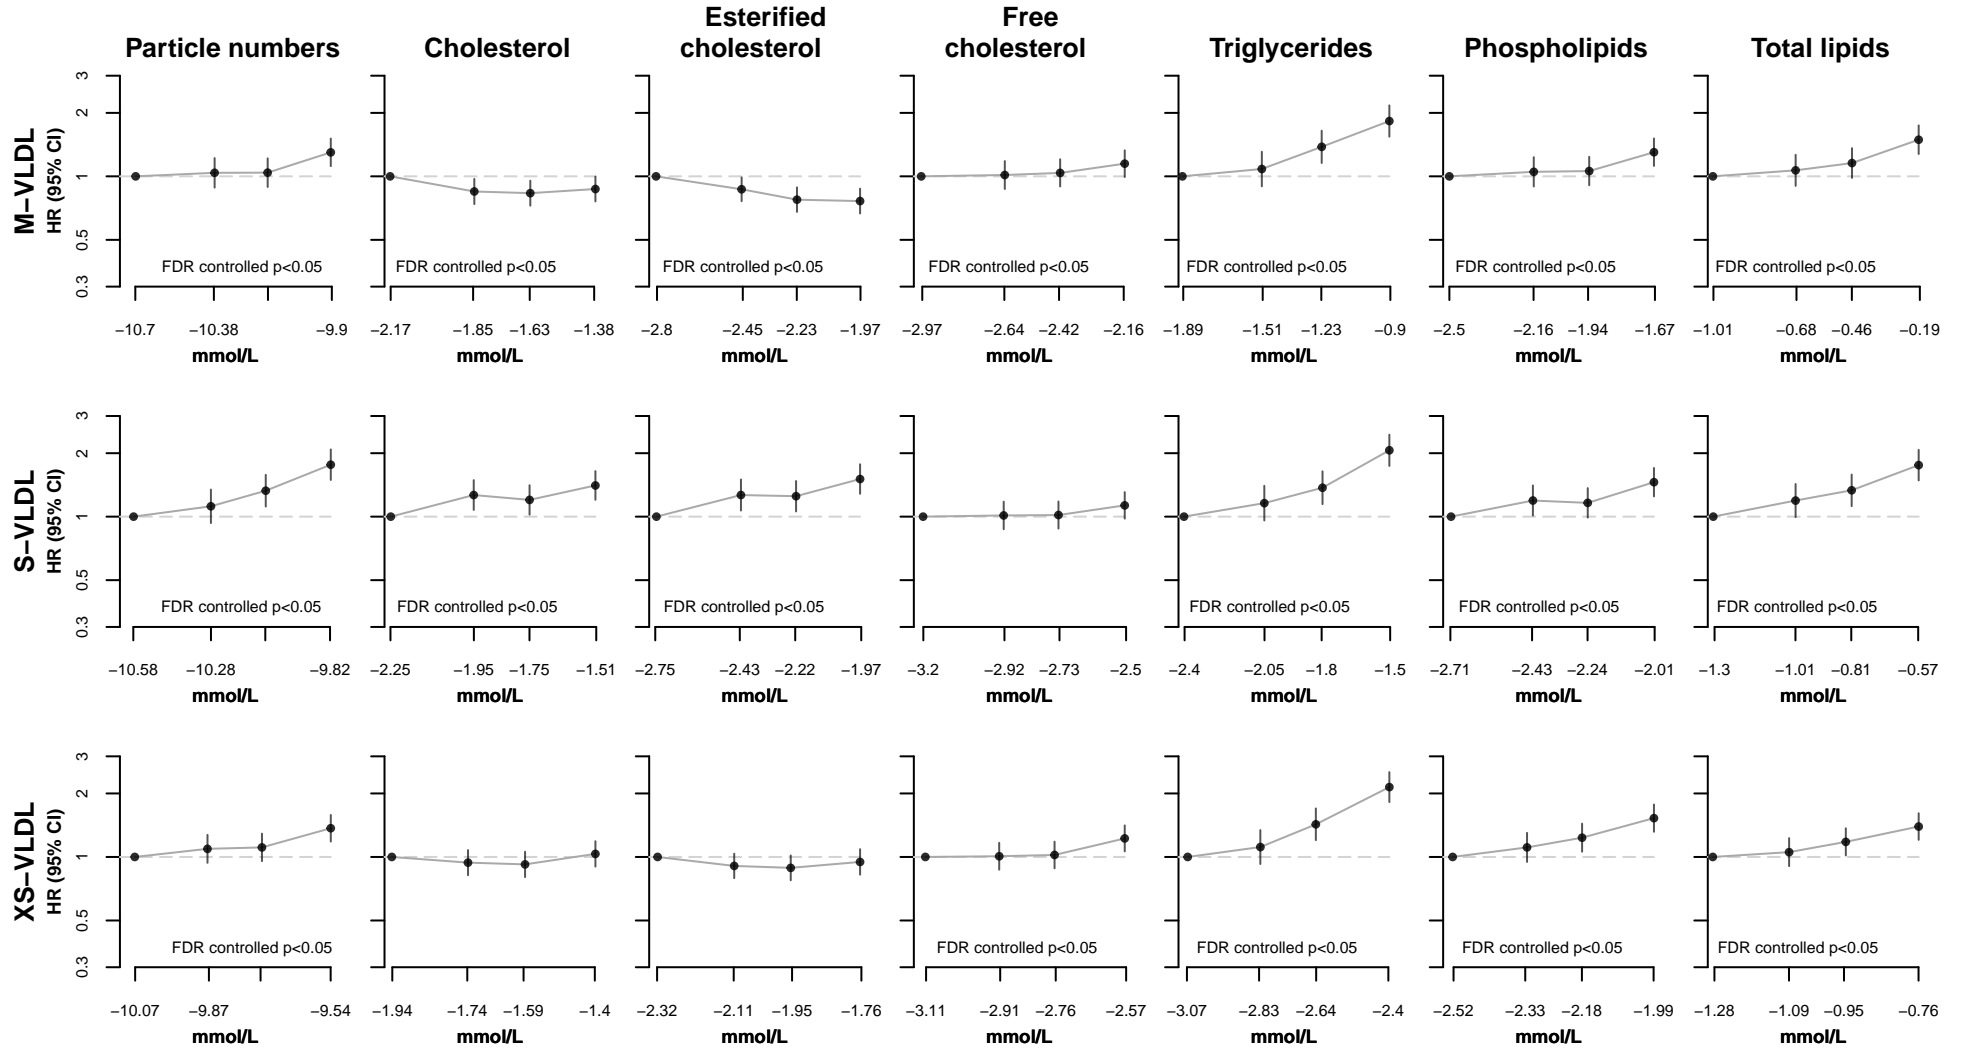 Esterified Free
Particle numbers Cholesterol cholesterol cholesterol Triglycerides Phospholipids Total lipids
M−VLDL
HR (95% CI)
3
2
1
0.5
0.3
FDR controlled p<0.05 FDR controlled p<0.05 FDR controlled p<0.05 FDR controlled p<0.05 FDR controlled p<0.05 FDR controlled p<0.05 FDR controlled p<0.05
−10.7 −10.38 −9.9 −2.17 −1.85 −1.63 −1.38 −2.8 −2.45 −2.23 −1.97 −2.97 −2.64 −2.42 −2.16 −1.89 −1.51 −1.23 −0.9 −2.5 −2.16 −1.94 −1.67 −1.01 −0.68 −0.46 −0.19
mmol/L mmol/L mmol/L mmol/L mmol/L mmol/L mmol/L
S−VLDL
HR (95% CI)
3
2
1
0.5
0.3
FDR controlled p<0.05 FDR controlled p<0.05 FDR controlled p<0.05 FDR controlled p<0.05 FDR controlled p<0.05 FDR controlled p<0.05
−10.58 −10.28 −9.82 −2.25 −1.95 −1.75 −1.51 −2.75 −2.43 −2.22 −1.97 −3.2 −2.92 −2.73 −2.5 −2.4 −2.05 −1.8 −1.5 −2.71 −2.43 −2.24 −2.01 −1.3 −1.01 −0.81 −0.57
mmol/L mmol/L mmol/L mmol/L mmol/L mmol/L mmol/L
XS−VLDL
HR (95% CI)
3
2
1
0.5
0.3
FDR controlled p<0.05 FDR controlled p<0.05 FDR controlled p<0.05 FDR controlled p<0.05 FDR controlled p<0.05
−10.07 −9.87 −9.54 −1.94 −1.74 −1.59 −1.4 −2.32 −2.11 −1.95 −1.76 −3.11 −2.91 −2.76 −2.57 −3.07 −2.83 −2.64 −2.4 −2.52 −2.33 −2.18 −1.99 −1.28 −1.09 −0.95 −0.76
mmol/L mmol/L mmol/L mmol/L mmol/L mmol/L mmol/L